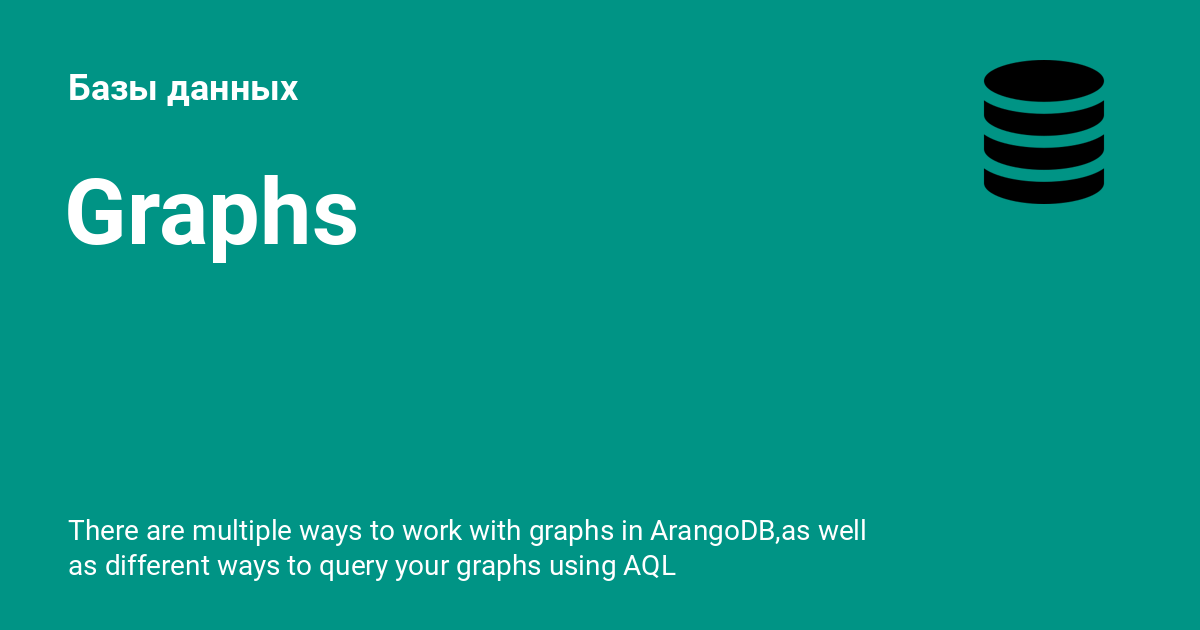 Базы данных
Graphs
There are multiple ways to work with graphs in ArangoDB,as well
as different ways to query your graphs using AQL